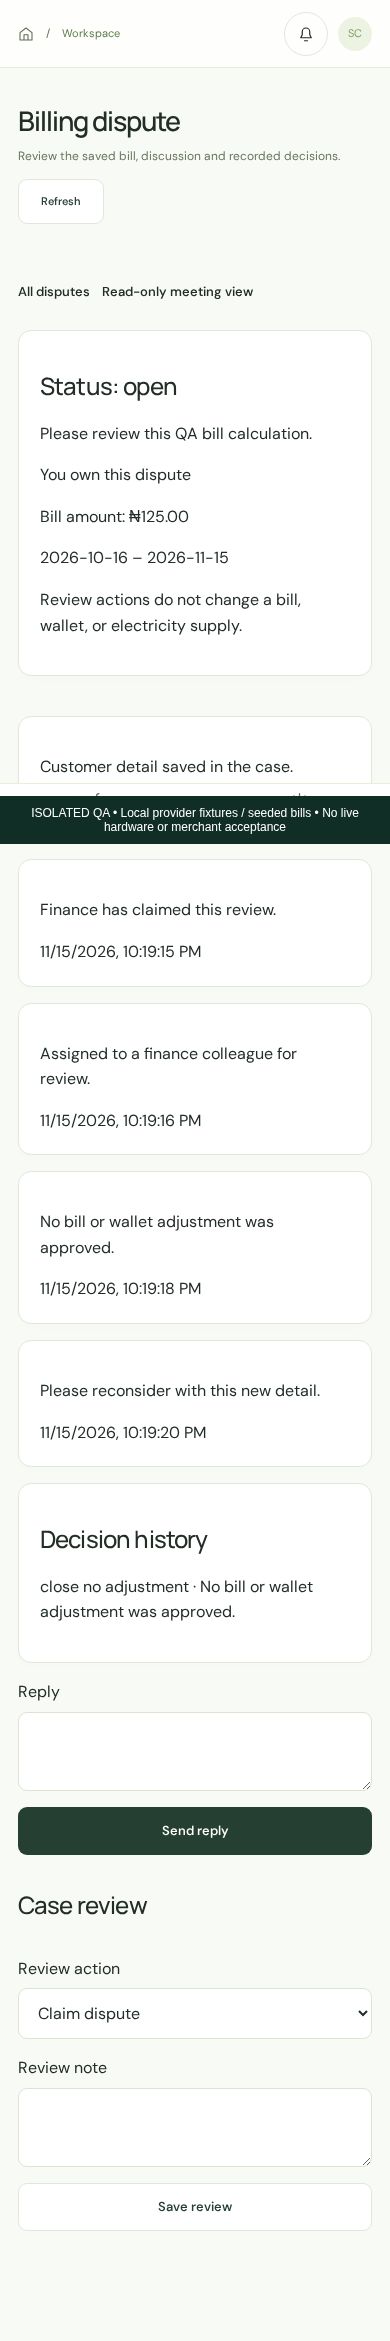 / Workspace
SC
Billing dispute
Review the saved bill, discussion and recorded decisions.
Refresh
All disputes Read-only meeting view
Status: open
Please review this QA bill calculation.
You own this dispute
Bill amount: ₦125.00
2026-10-16 – 2026-11-15
Review actions do not change a bill,
wallet, or electricity supply.
Customer detail saved in the case.
ISOLATED QA • Local provider fixtures / seeded bills • No live
hardware or merchant acceptance
Finance has claimed this review.
11/15/2026, 10:19:15 PM
Assigned to a finance colleague for
review.
11/15/2026, 10:19:16 PM
No bill or wallet adjustment was
approved.
11/15/2026, 10:19:18 PM
Please reconsider with this new detail.
11/15/2026, 10:19:20 PM
Decision history
close no adjustment · No bill or wallet
adjustment was approved.
Reply
Send reply
Case review
Review action
Claim dispute
Review note
Save review